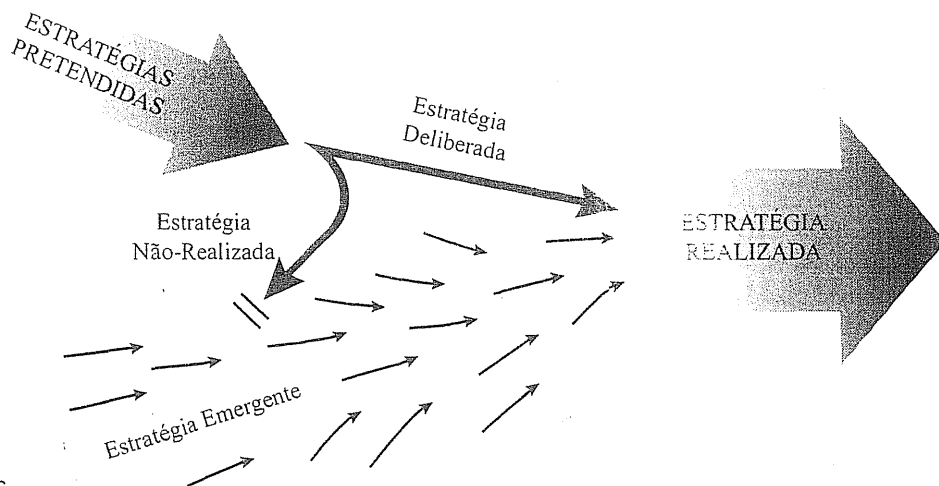 ESTRATÉGIAS
PRETENDIDAS
Estratégia
Deliberada
Estratégia
Não-Realizada
ESTRATÉGIA
REALIZADA
Estratégia Emergente